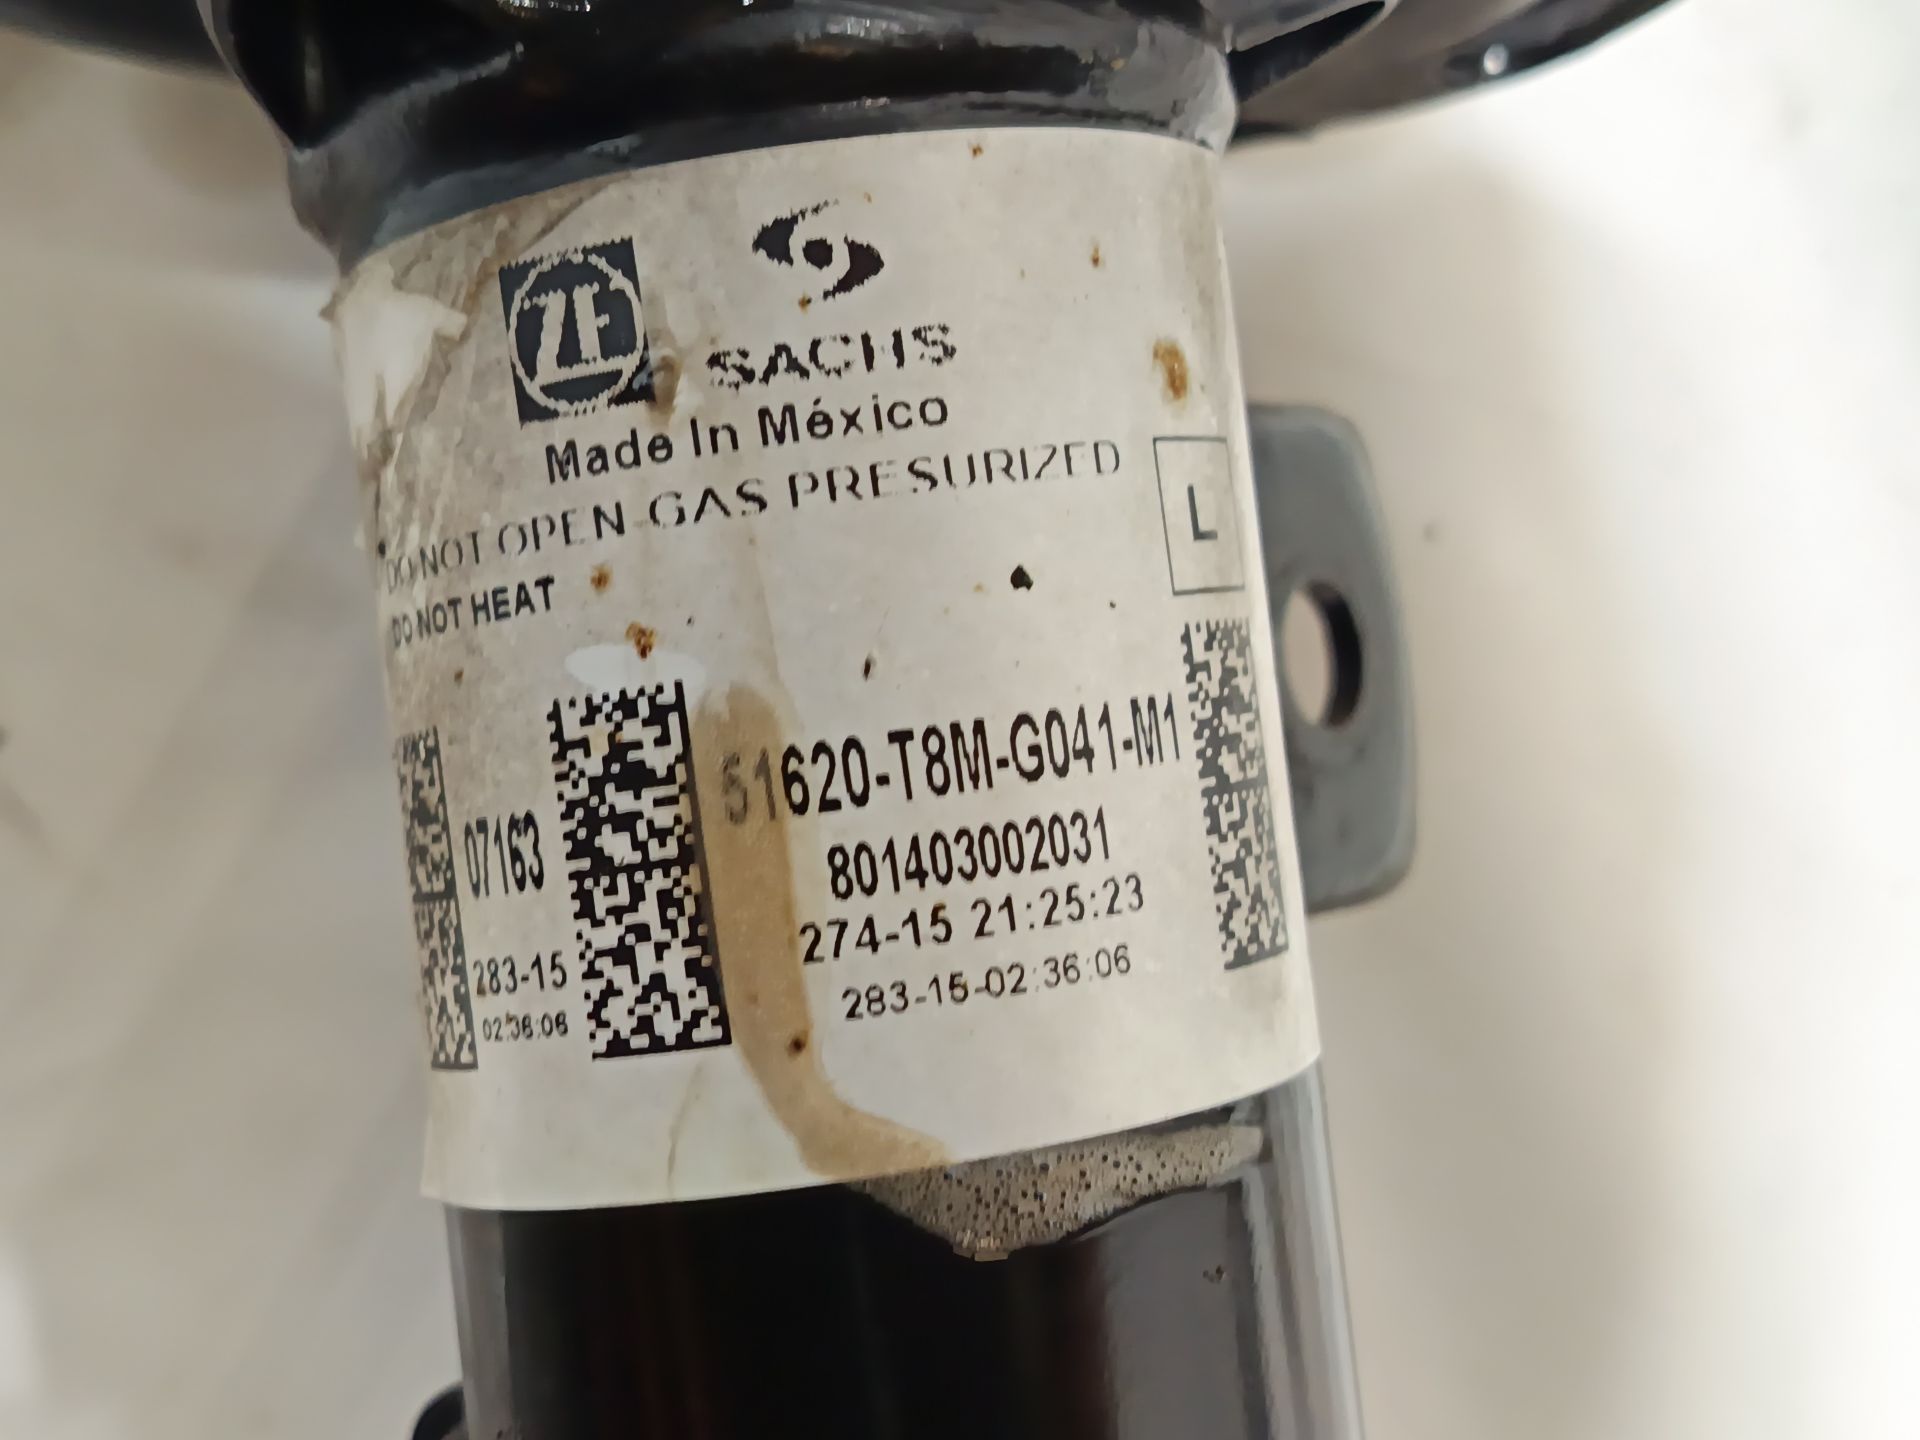 ZF
SACHS
Made In México
DO NOT OPEN-GAS PRESURIZED
L
DO NOT HEAT
51620-T8M-G041-M1
07163
801403002031
274-15 21:25:23
283-15
283-15-02:36:06
02:36:06